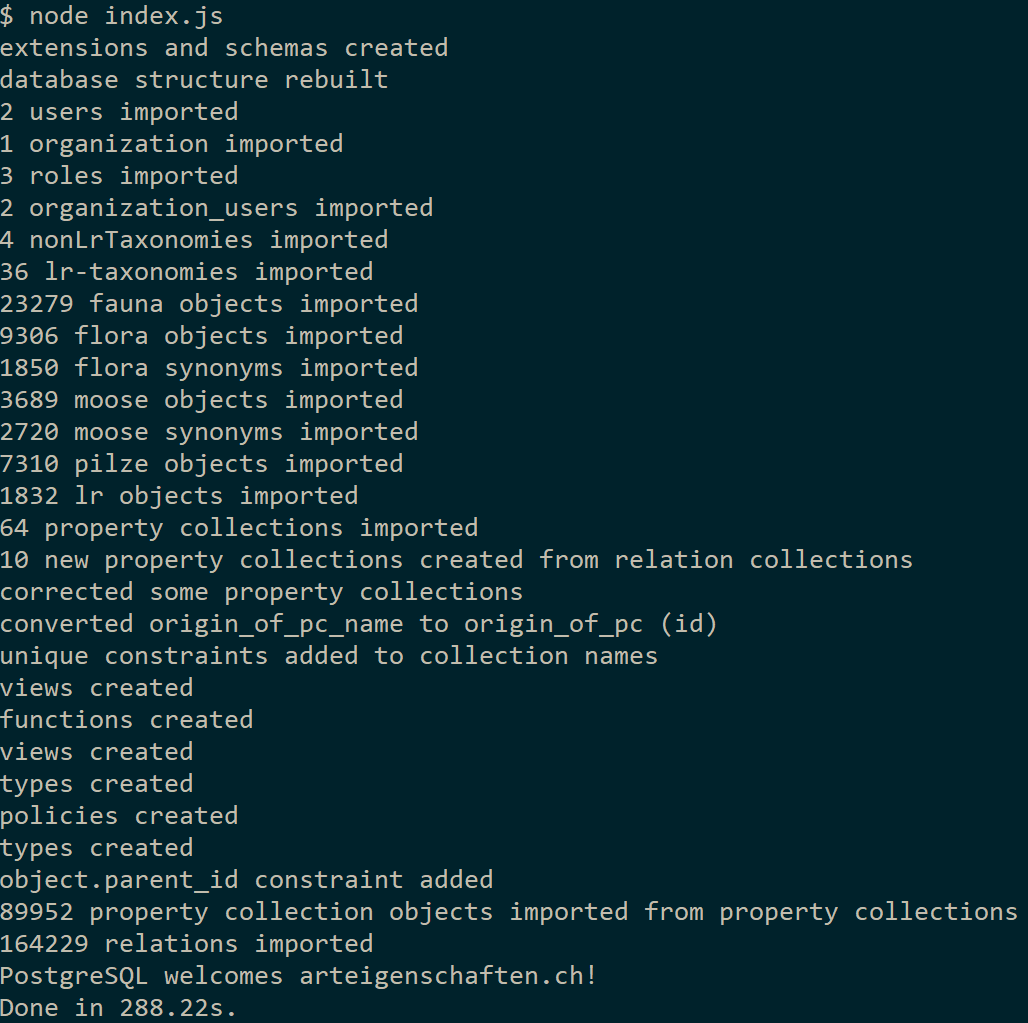 $ node index.js
extensions and schemas created
database structure rebuilt
2 users imported
1 organization imported
3 roles imported
2 organization_users imported
4 nonLrTaxonomies imported
36 lr-taxonomies imported
23279 fauna objects imported
9306 flora objects imported
1850 flora synonyms imported
3689 moose objects imported
2720 moose synonyms imported
7310 pilze objects imported
1832 lr objects imported
64 property collections imported
10 new property collections created from relation collections
corrected some property collections
converted origin_of_pc_name to origin_of_pc (id)
unique constraints added to collection names
views created
functions created
views created
types created
policies created
types created
object.parent_id constraint added
89952 property collection objects imported from property collections
164229 relations imported
PostgreSQL welcomes arteigenschaften.ch!
Done in 288.22s.